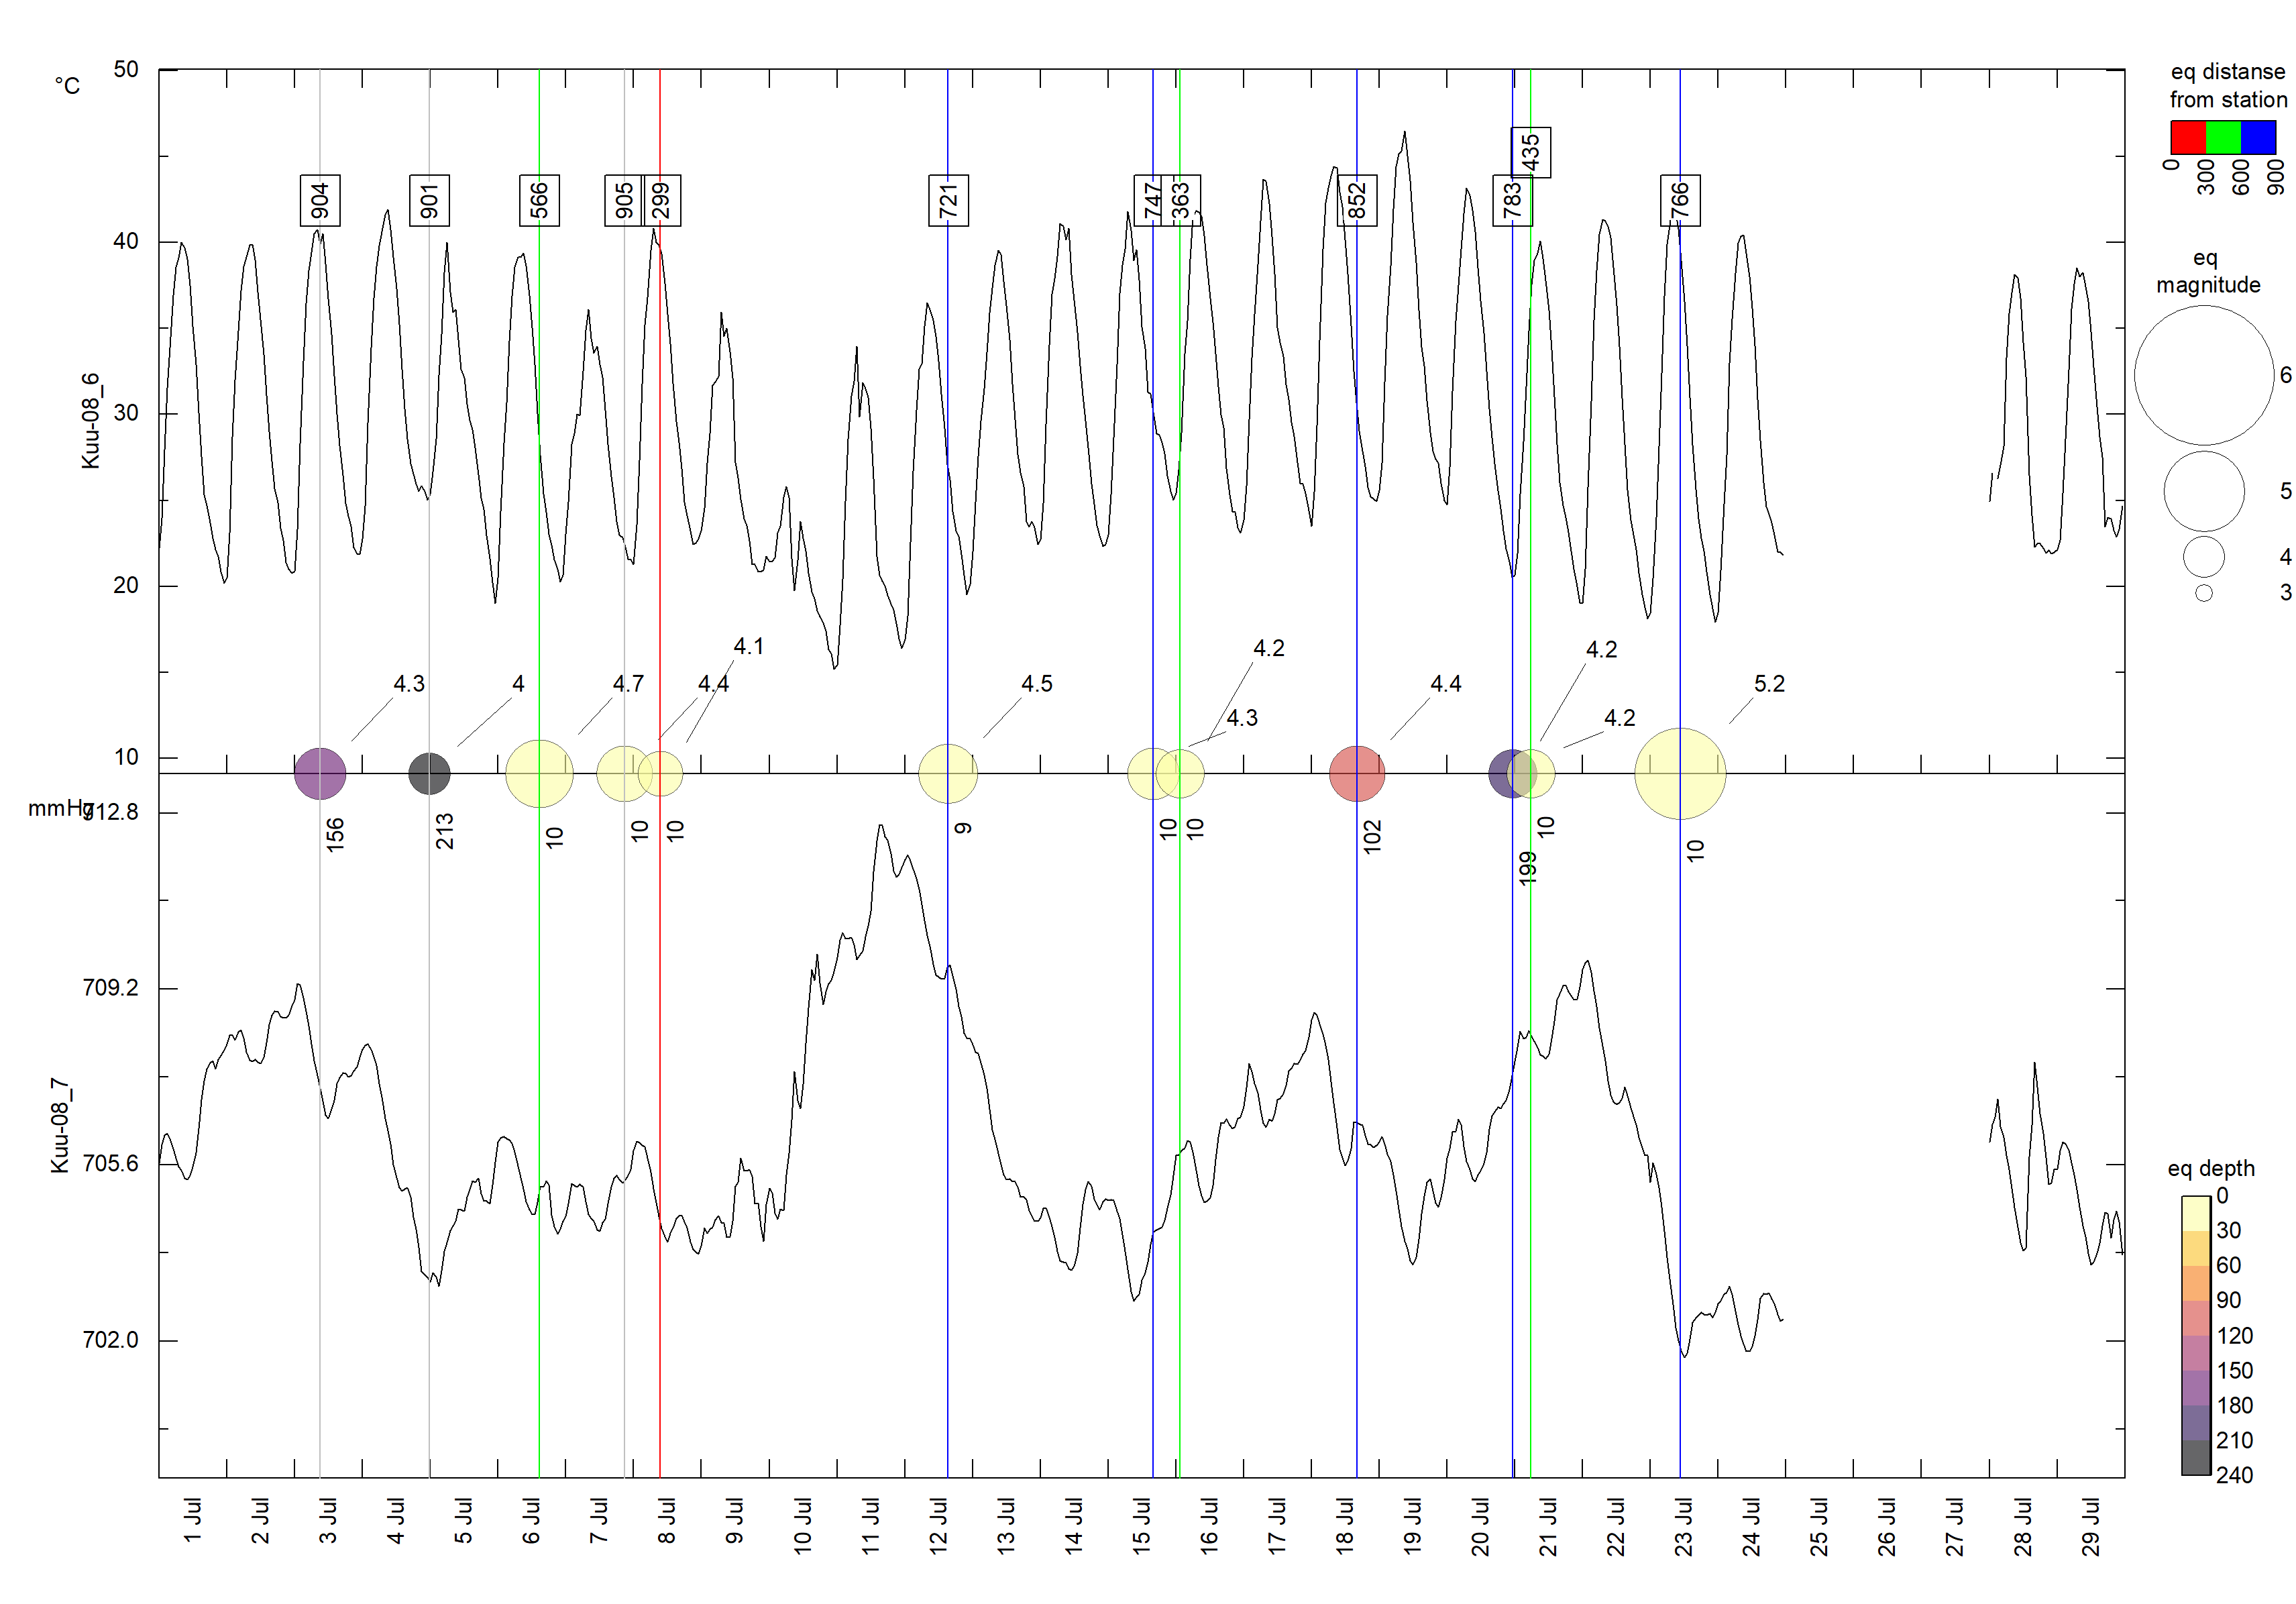 °C
50
40
30
20
10
Kuu-08_6
904
901
566
905
299
721
747
363
852
783
435
766
4.3
4
4.7
4.4
4.1
4.5
4.2
4.3
4.4
4.2
4.2
5.2
mmHg
712.8
709.2
705.6
702.0
Kuu-08_7
156
213
10
10
10
9
10
10
102
199
10
10
1 Jul
2 Jul
3 Jul
4 Jul
5 Jul
6 Jul
7 Jul
8 Jul
9 Jul
10 Jul
11 Jul
12 Jul
13 Jul
14 Jul
15 Jul
16 Jul
17 Jul
18 Jul
19 Jul
20 Jul
21 Jul
22 Jul
23 Jul
24 Jul
25 Jul
26 Jul
27 Jul
28 Jul
29 Jul
eq distanse
from station
0
300
600
900
eq
magnitude
6
5
4
3
eq depth
0
30
60
90
120
150
180
210
240